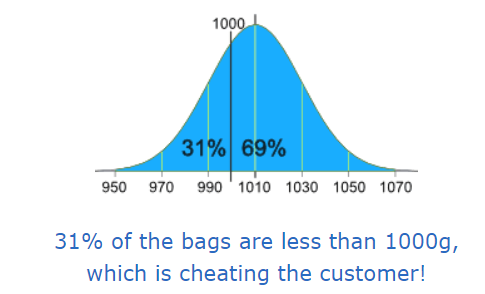 1000
31% 69%
950 970 990 1010 1030 1050 1070
31% of the bags are less than 1000g,
which is cheating the customer!